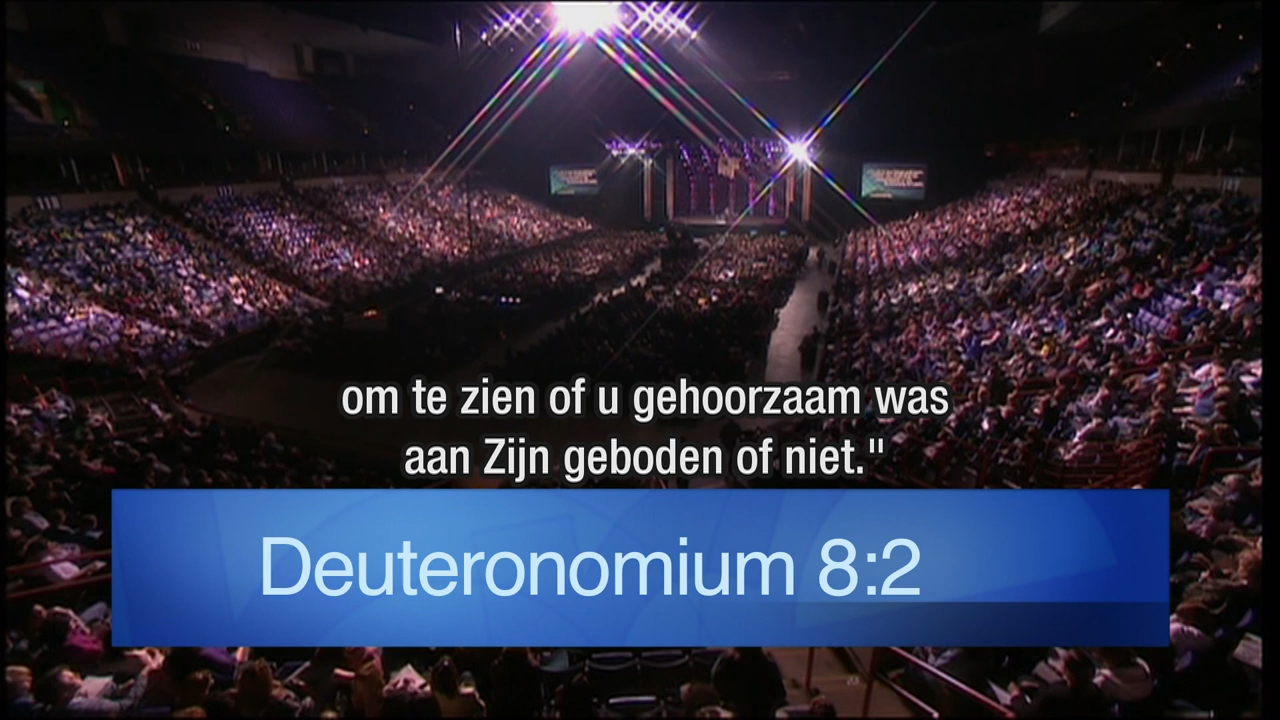 om te zien of u gehoorzaam was
aan Zijn geboden of niet."
Deuteronomium 8:2